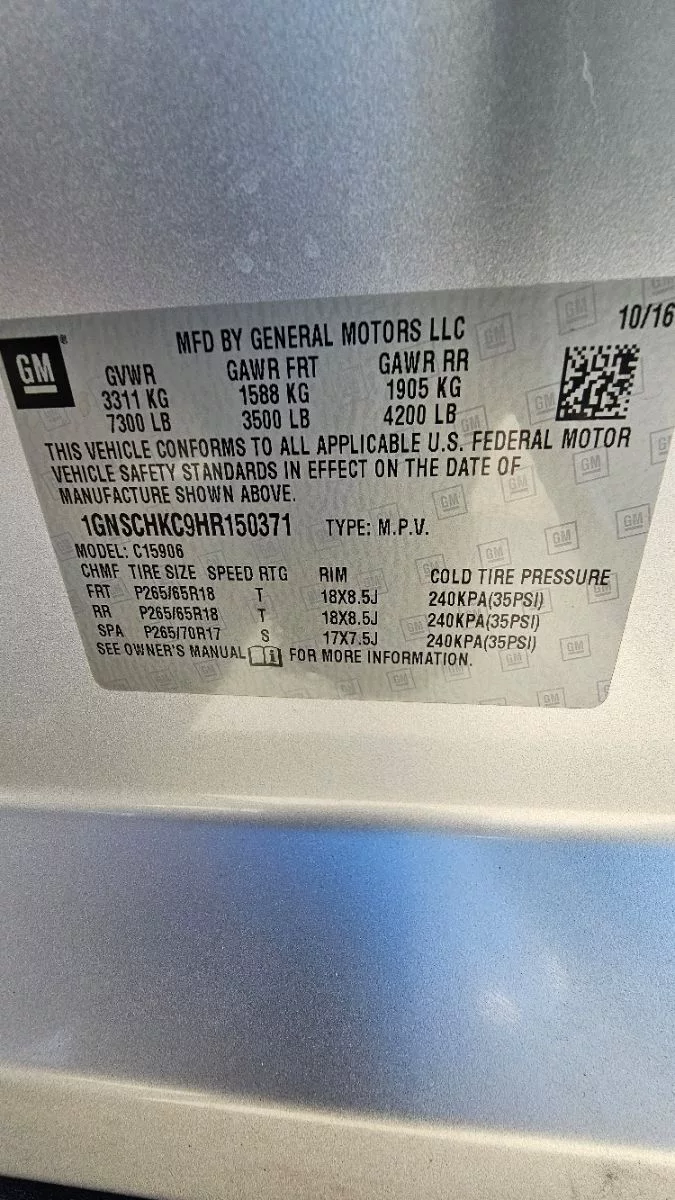 GM
MFD BY GENERAL MOTORS LLC
10/16
GVWR GAWR FRT GAWR RR
3311 KG 1588 KG 1905 KG
7300 LB 3500 LB 4200 LB
THIS VEHICLE CONFORMS TO ALL APPLICABLE U.S. FEDERAL MOTOR
VEHICLE SAFETY STANDARDS IN EFFECT ON THE DATE OF
MANUFACTURE SHOWN ABOVE.
1GNSCHKC9HR150371 TYPE: M.P.V.
MODEL: C15906
CHMF TIRE SIZE SPEED RTG RIM COLD TIRE PRESSURE
FRT P265/65R18 T 18X8.5J 240KPA(35PSI)
RR P265/65R18 T 18X8.5J 240KPA(35PSI)
SPA P265/70R17 S 17X7.5J 240KPA(35PSI)
SEE OWNER'S MANUAL FOR MORE INFORMATION.